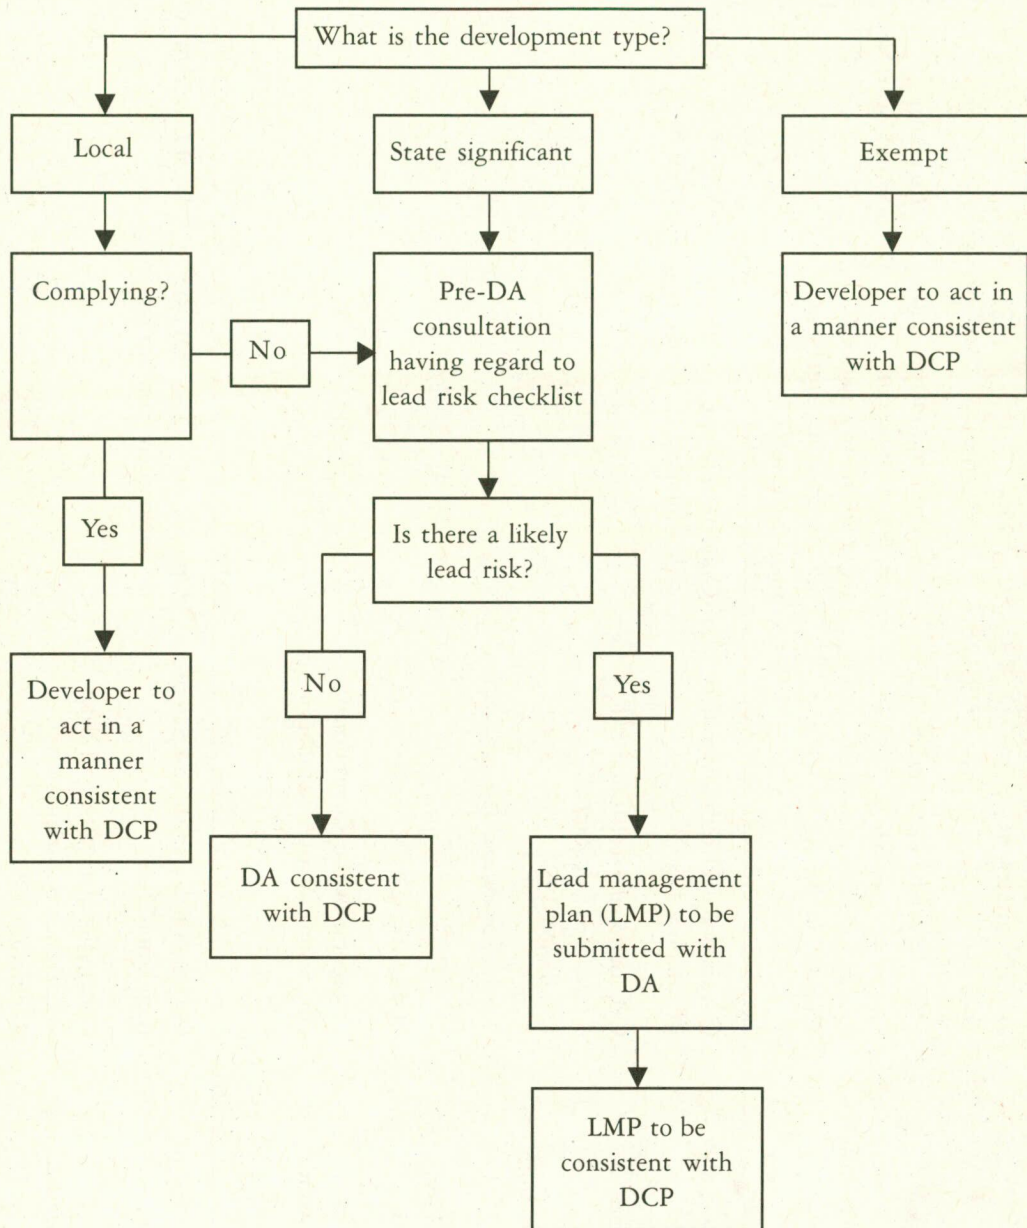 What is the development type?
Local
State significant
Exempt
Complying?
No
Pre-DA
consultation
having regard to
lead risk checklist
Developer to act in
a manner consistent
with DCP
Yes
Is there a likely
lead risk?
No
Yes
Developer to
act in a
manner
consistent
with DCP
DA consistent
with DCP
Lead management
plan (LMP) to be
submitted with
DA
LMP to be
consistent with
DCP